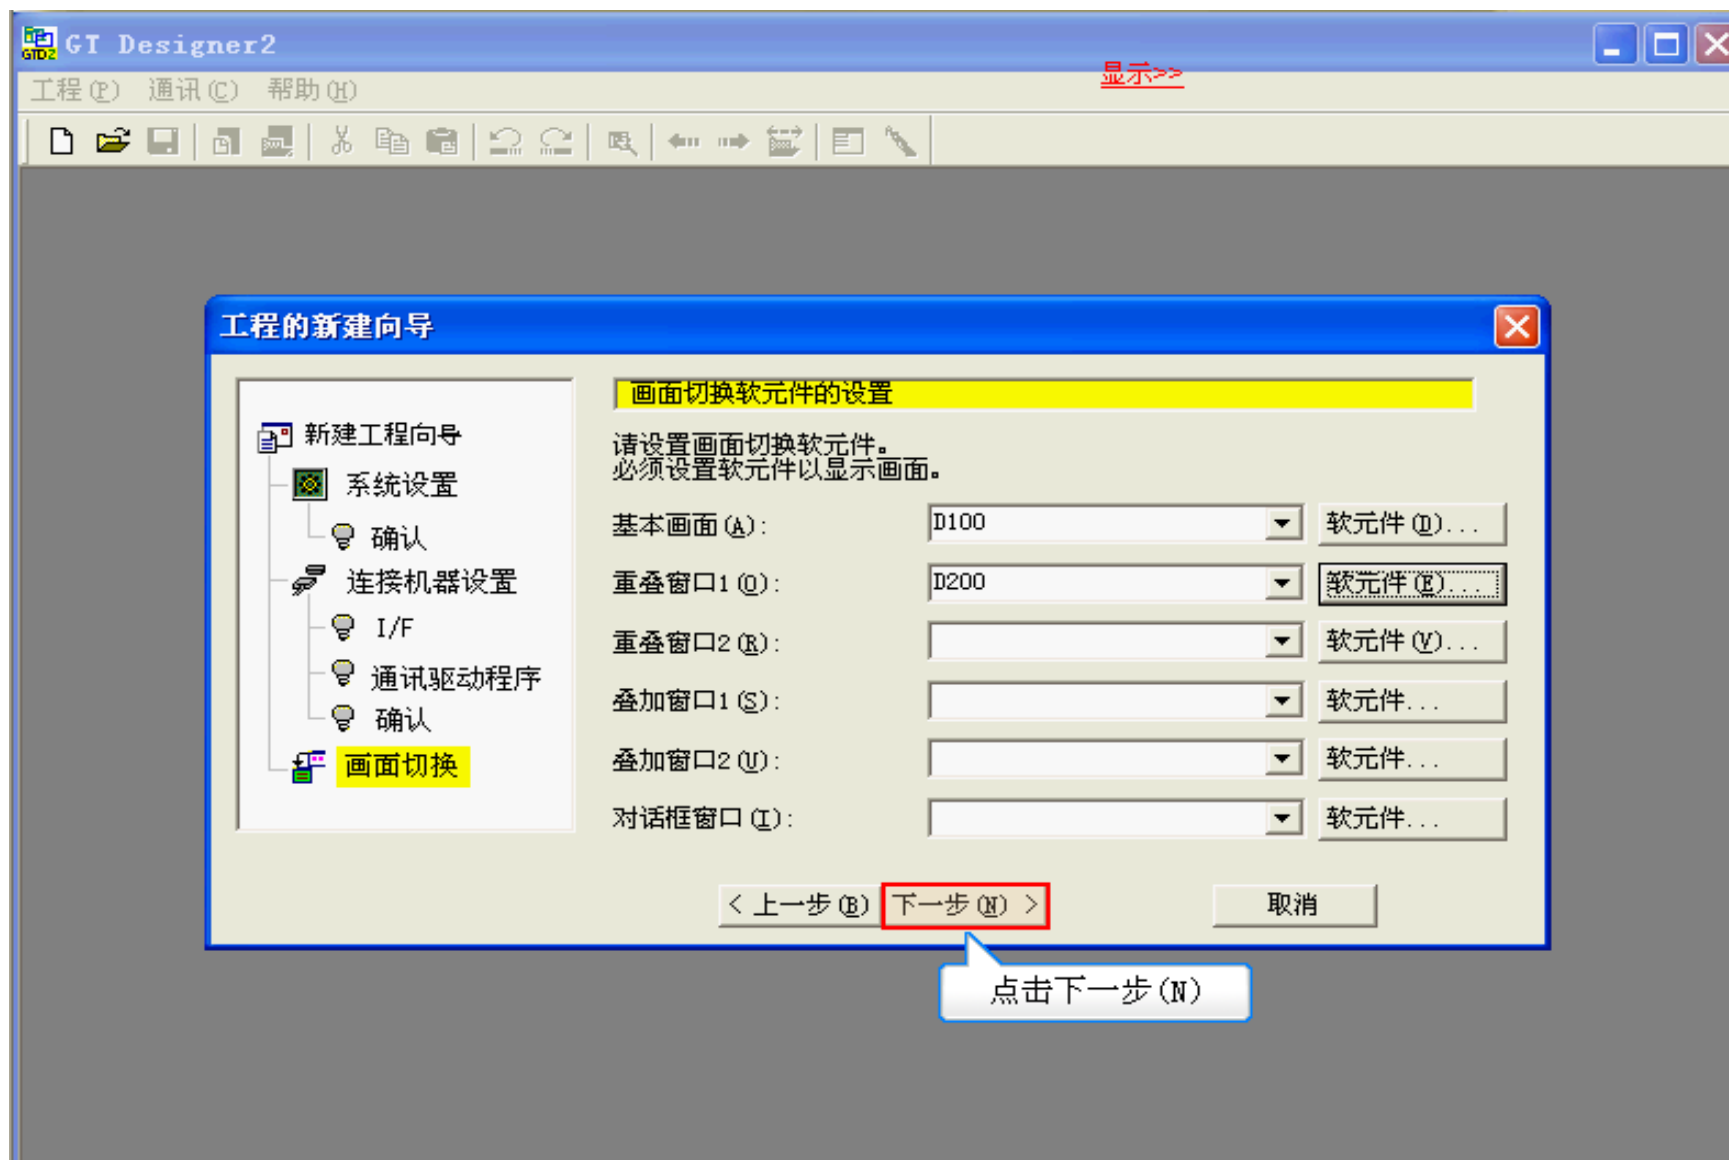 GT Designer2
显示>>
工程(P) 通讯(C) 帮助(H)
工程的新建向导
新建工程向导
系统设置
确认
连接机器设置
I/F
通讯驱动程序
确认
画面切换
画面切换软元件的设置
请设置画面切换软元件。
必须设置软元件以显示画面。
基本画面(A): D100 软元件(D)...
重叠窗口1(O): D200 软元件(E)...
重叠窗口2(R): 软元件(V)...
叠加窗口1(S): 软元件...
叠加窗口2(U): 软元件...
对话框窗口(I): 软元件...
< 上一步(B) 下一步(N) > 取消
点击下一步(N)